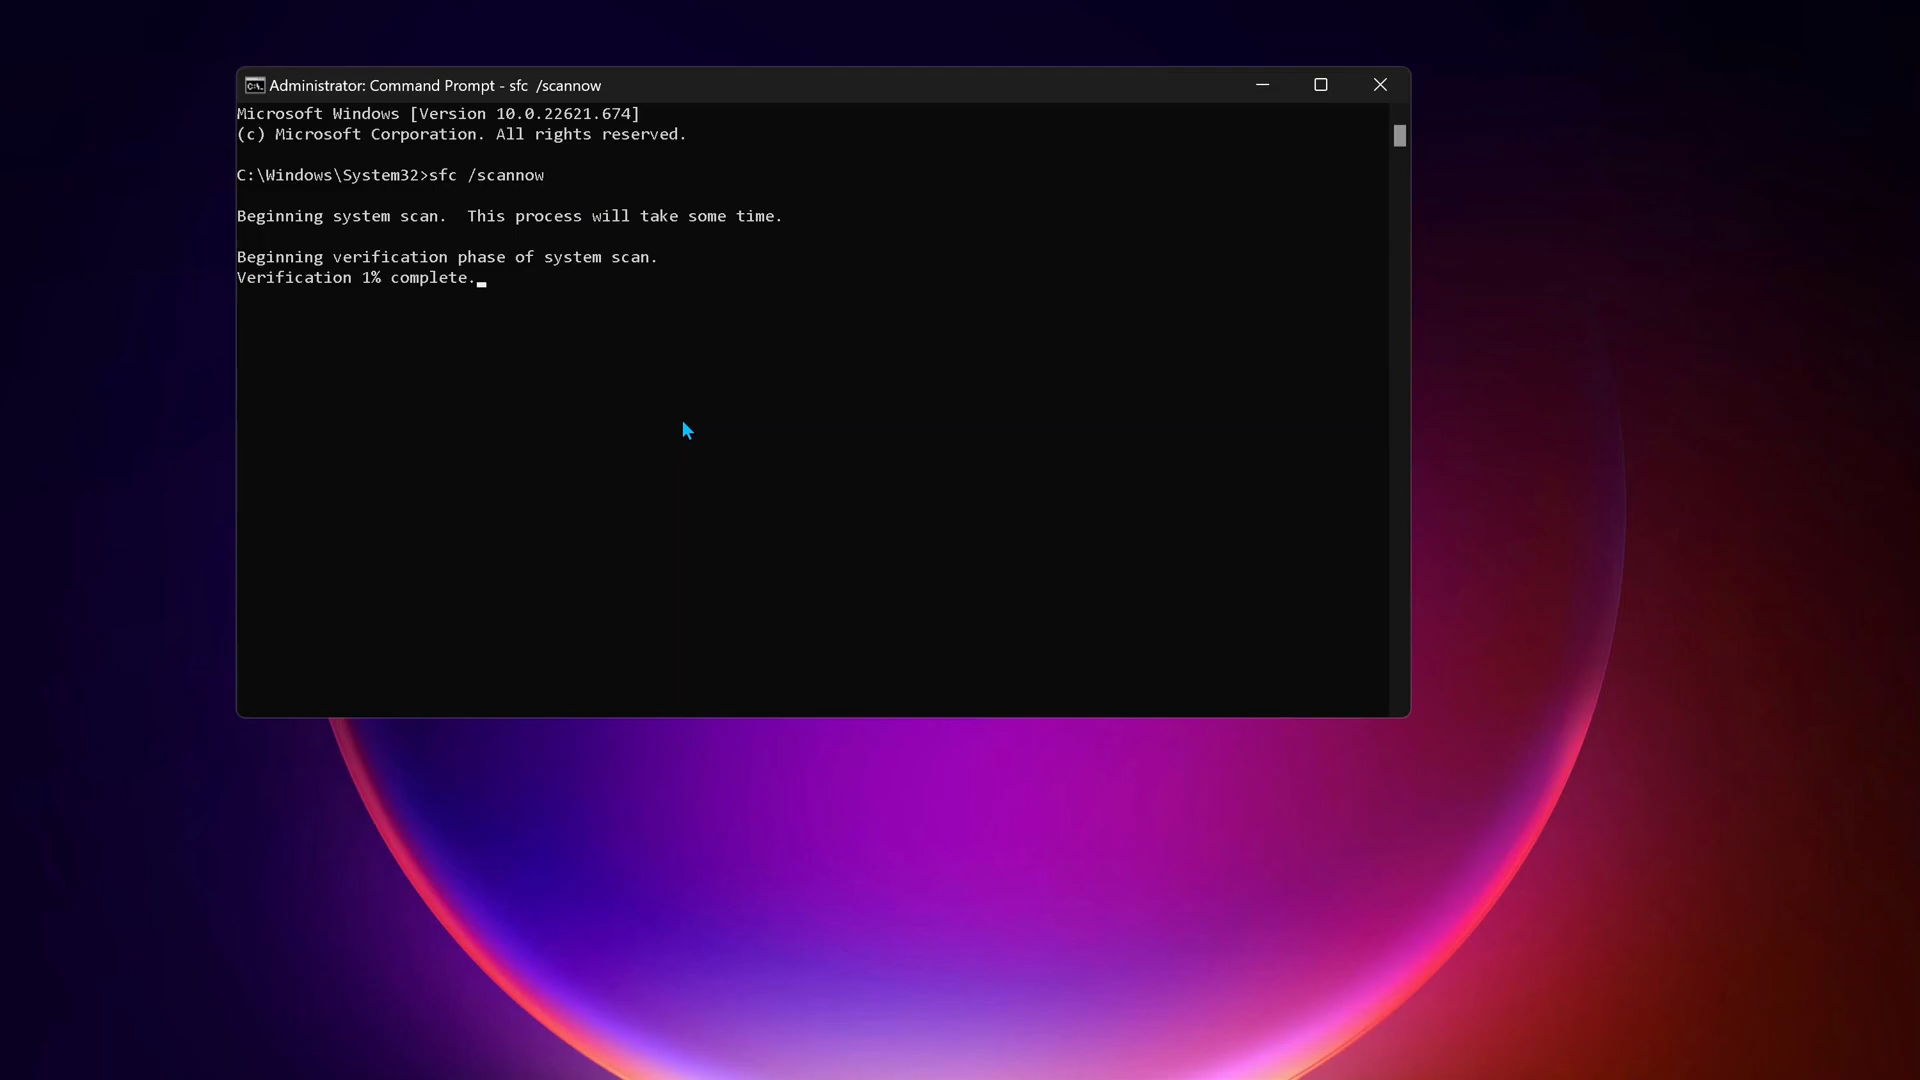 Administrator: Command Prompt - sfc  /scannow
Microsoft Windows [Version 10.0.22621.674]
(c) Microsoft Corporation. All rights reserved.
C:\Windows\System32>sfc /scannow
Beginning system scan.  This process will take some time.
Beginning verification phase of system scan.
Verification 1% complete.